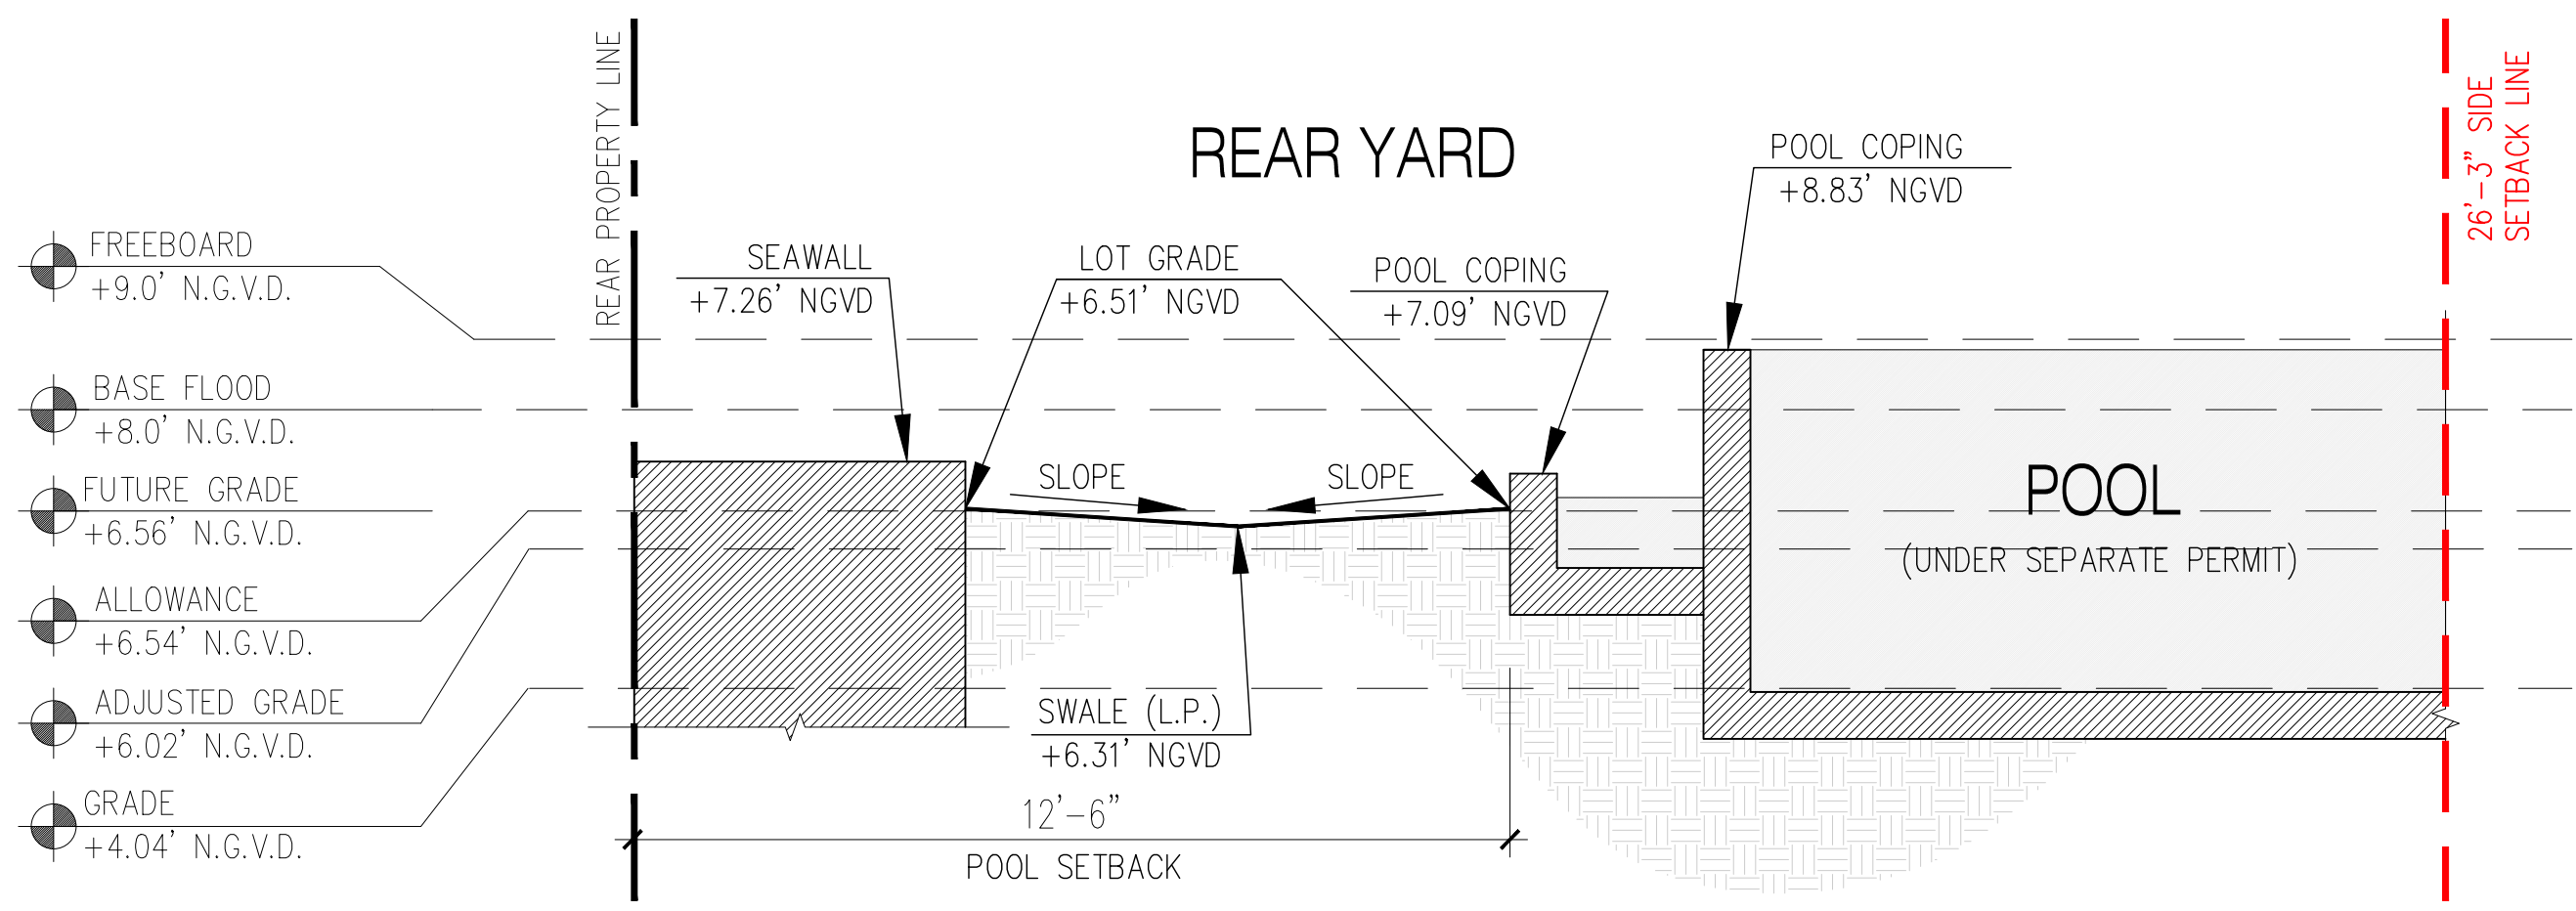 REAR PROPERTY LINE
REAR YARD
POOL COPING
+8.83' NGVD
26'-3" SIDE
SETBACK LINE
FREEBOARD
+9.0' N.G.V.D.
SEAWALL
+7.26' NGVD
LOT GRADE
+6.51' NGVD
POOL COPING
+7.09' NGVD
BASE FLOOD
+8.0' N.G.V.D.
SLOPE
SLOPE
FUTURE GRADE
+6.56' N.G.V.D.
POOL
(UNDER SEPARATE PERMIT)
ALLOWANCE
+6.54' N.G.V.D.
ADJUSTED GRADE
+6.02' N.G.V.D.
SWALE (L.P.)
+6.31' NGVD
GRADE
+4.04' N.G.V.D.
12'-6"
POOL SETBACK